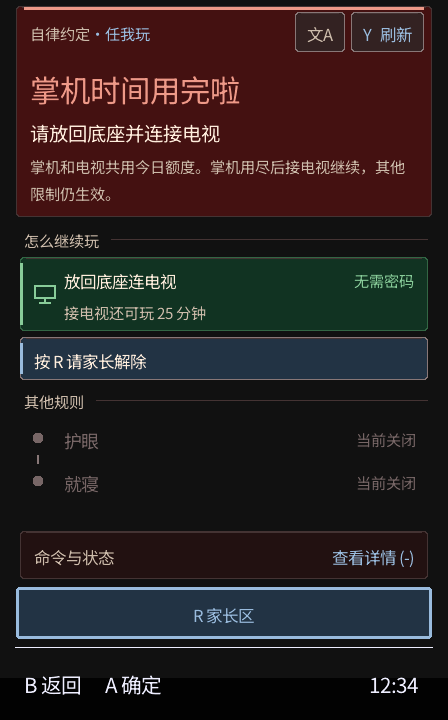 自律约定・任我玩
文A
Y 刷新
掌机时间用完啦
请放回底座并连接电视
掌机和电视共用今日额度。掌机用尽后接电视继续，其他
限制仍生效。
怎么继续玩
放回底座连电视
无需密码
接电视还可玩 25 分钟
按 R 请家长解除
其他规则
护眼
当前关闭
就寝
当前关闭
命令与状态
查看详情 (-)
R 家长区
B 返回 A 确定 12:34